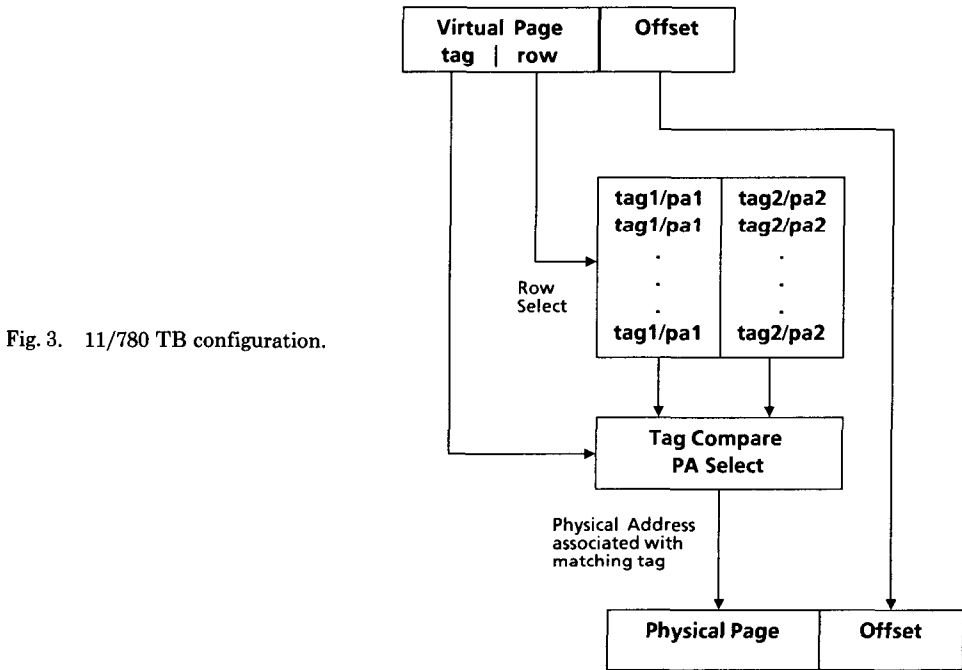 Virtual Page Offset
tag | row
tag1/pa1 tag2/pa2
tag1/pa1 tag2/pa2
. .
. .
. .
tag1/pa1 tag2/pa2
Row
Select
Fig. 3. 11/780 TB configuration.
Tag Compare
PA Select
Physical Address
associated with
matching tag
Physical Page Offset